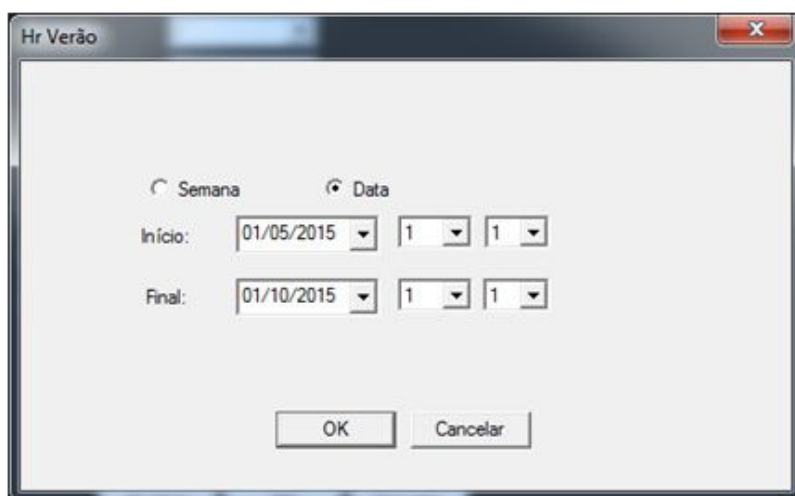 Hr Verão
Semana Data
Início: 01/05/2015 1 1
Final: 01/10/2015 1 1
OK Cancelar